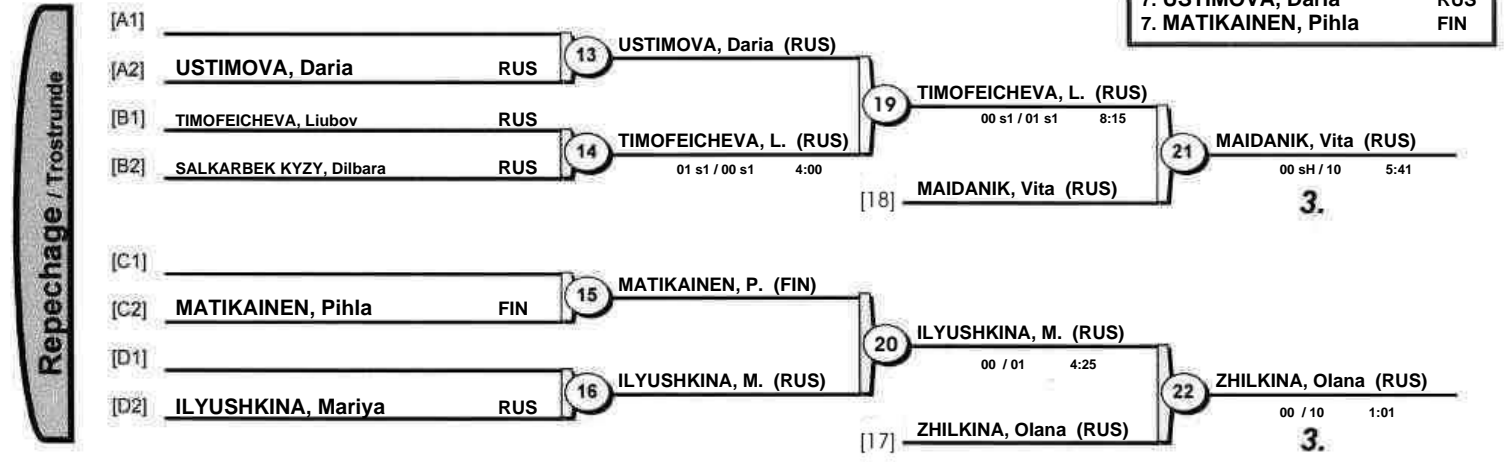 7. USTIMOVA, Daria RUS
7. MATIKAINEN, Pihla FIN
Repechage / Trostrunde
[A1]
[A2] USTIMOVA, Daria RUS
13
USTIMOVA, Daria (RUS)
[B1] TIMOFEICHEVA, Liubov RUS
[B2] SALKARBEK KYZY, Dilbara RUS
14
TIMOFEICHEVA, L. (RUS)
01 s1 / 00 s1 4:00
19
TIMOFEICHEVA, L. (RUS)
00 s1 / 01 s1 8:15
[18] MAIDANIK, Vita (RUS)
21
MAIDANIK, Vita (RUS)
00 sH / 10 5:41
3.
[C1]
[C2] MATIKAINEN, Pihla FIN
15
MATIKAINEN, P. (FIN)
[D1]
[D2] ILYUSHKINA, Mariya RUS
16
ILYUSHKINA, M. (RUS)
20
ILYUSHKINA, M. (RUS)
00 / 01 4:25
[17] ZHILKINA, Olana (RUS)
22
ZHILKINA, Olana (RUS)
00 / 10 1:01
3.